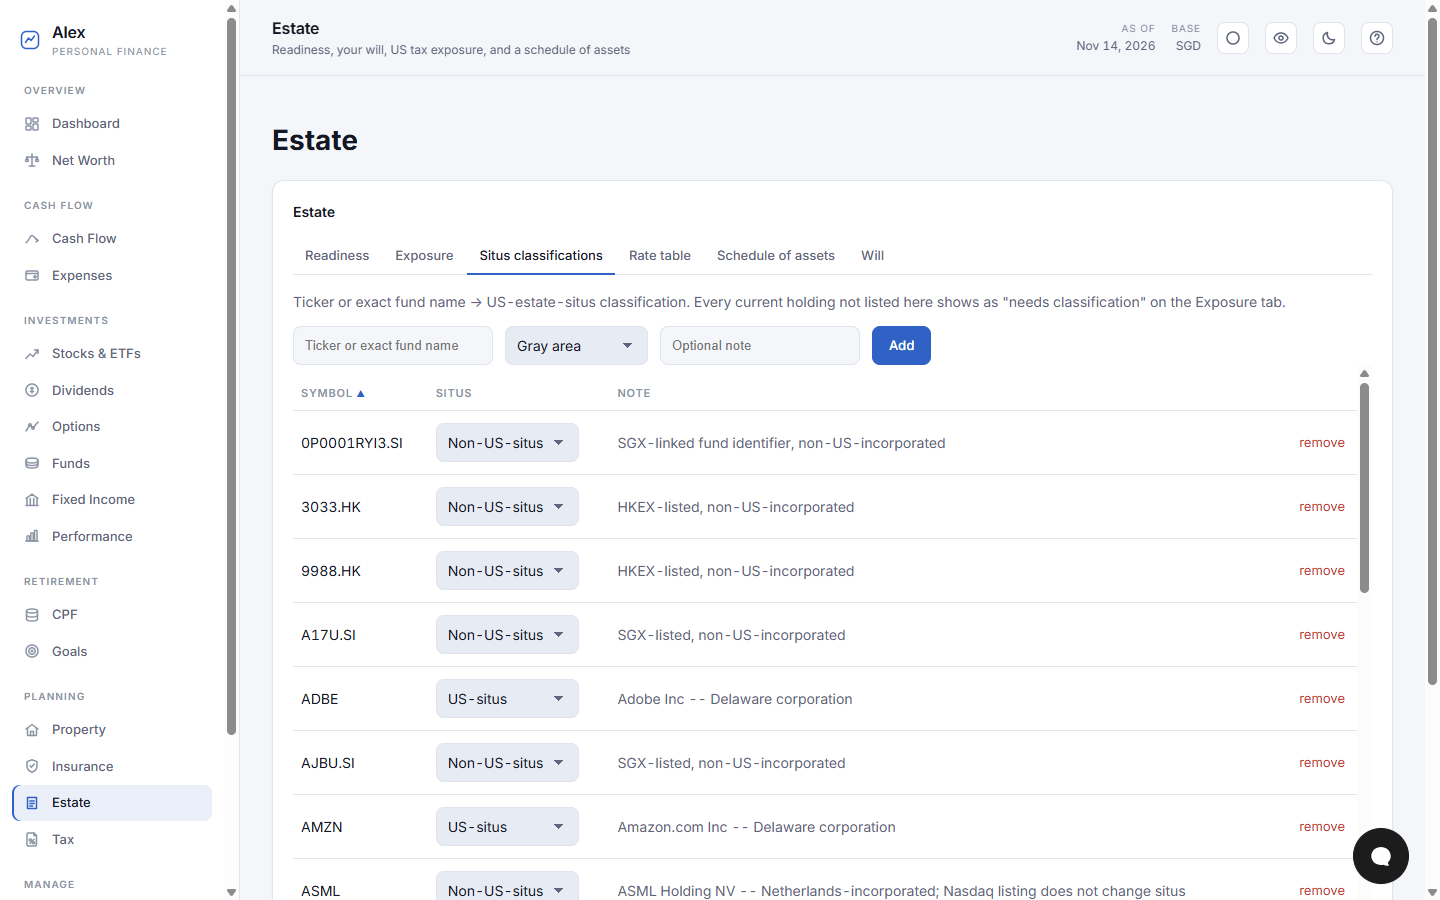 Alex
PERSONAL FINANCE
OVERVIEW
Dashboard
Net Worth
CASH FLOW
Cash Flow
Expenses
INVESTMENTS
Stocks & ETFs
Dividends
Options
Funds
Fixed Income
Performance
RETIREMENT
CPF
Goals
PLANNING
Property
Insurance
Estate
Tax
MANAGE
Estate
Readiness, your will, US tax exposure, and a schedule of assets
AS OF
Nov 14, 2026
BASE
SGD
Estate
Estate
Readiness Exposure Situs classifications Rate table Schedule of assets Will
Ticker or exact fund name → US-estate-situs classification. Every current holding not listed here shows as "needs classification" on the Exposure tab.
Ticker or exact fund name Gray area Optional note Add
SYMBOL ▲ SITUS NOTE
0P0001RYI3.SI Non-US-situs SGX-linked fund identifier, non-US-incorporated remove
3033.HK Non-US-situs HKEX-listed, non-US-incorporated remove
9988.HK Non-US-situs HKEX-listed, non-US-incorporated remove
A17U.SI Non-US-situs SGX-listed, non-US-incorporated remove
ADBE US-situs Adobe Inc -- Delaware corporation remove
AJBU.SI Non-US-situs SGX-listed, non-US-incorporated remove
AMZN US-situs Amazon.com Inc -- Delaware corporation remove
ASML Non-US-situs ASML Holding NV -- Netherlands-incorporated; Nasdaq listing does not change situs remove